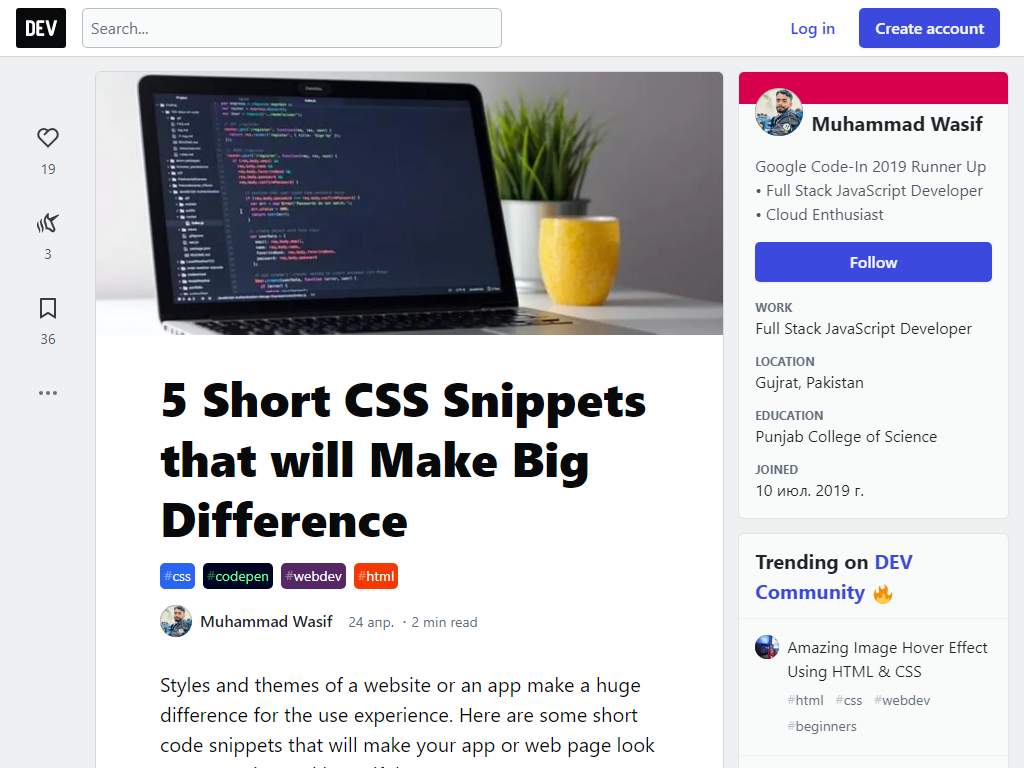 DEV
Search...
Log in
Create account
19
3
36
5 Short CSS Snippets
that will Make Big
Difference
#css #codepen #webdev #html
Muhammad Wasif 24 апр. · 2 min read
Styles and themes of a website or an app make a huge
difference for the use experience. Here are some short
code snippets that will make your app or web page look
Muhammad Wasif
Google Code-In 2019 Runner Up
• Full Stack JavaScript Developer
• Cloud Enthusiast
Follow
WORK
Full Stack JavaScript Developer
LOCATION
Gujrat, Pakistan
EDUCATION
Punjab College of Science
JOINED
10 июл. 2019 г.
Trending on DEV
Community 🔥
Amazing Image Hover Effect
Using HTML & CSS
#html #css #webdev
#beginners